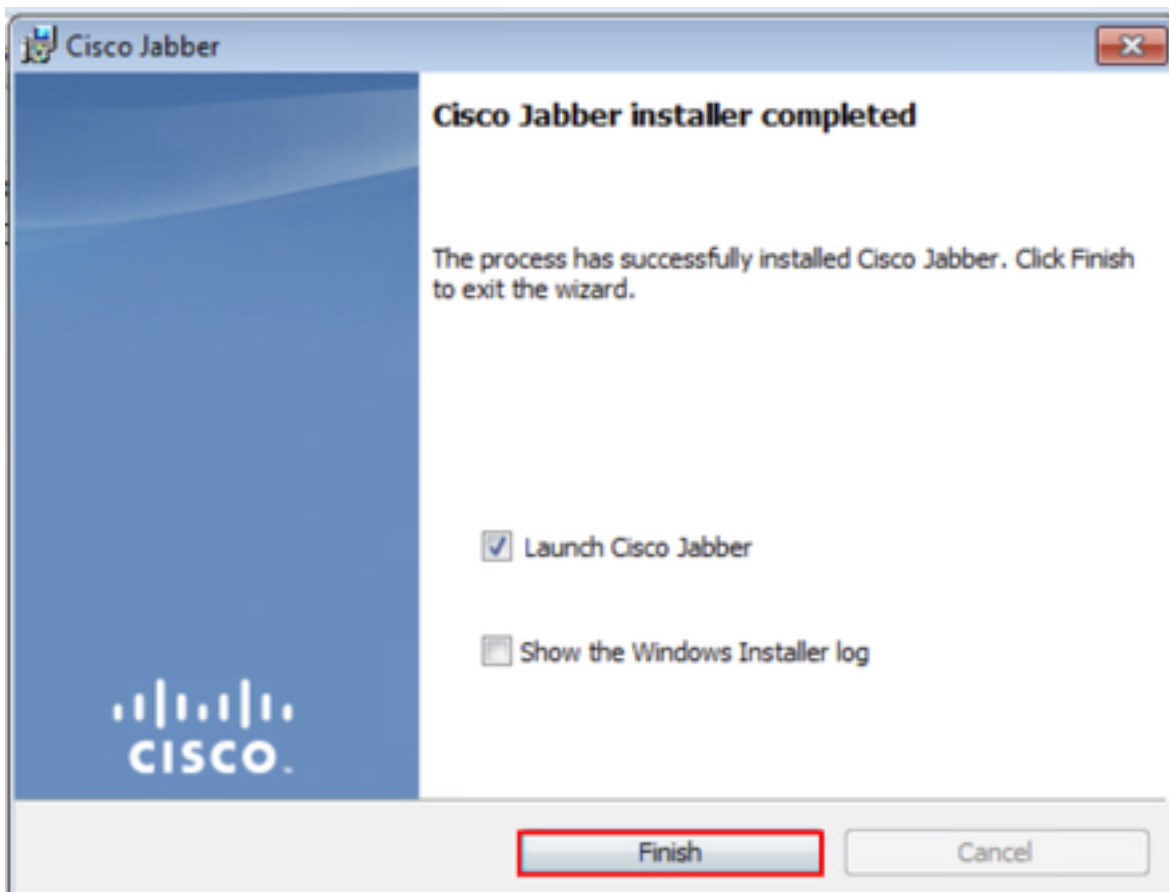 Cisco Jabber
Cisco Jabber installer completed
The process has successfully installed Cisco Jabber. Click Finish
to exit the wizard.
Launch Cisco Jabber
Show the Windows Installer log
CISCO.
Finish
Cancel